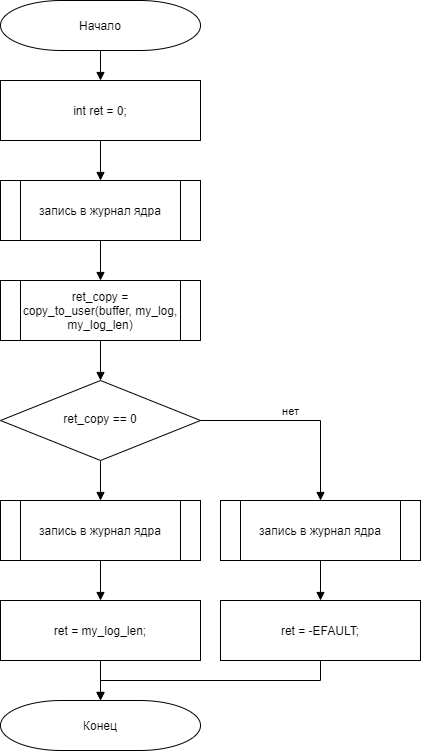 Начало
int ret = 0;
запись в журнал ядра
ret_copy =
copy_to_user(buffer, my_log,
my_log_len)
ret_copy == 0
нет
запись в журнал ядра
запись в журнал ядра
ret = my_log_len;
ret = -EFAULT;
Конец